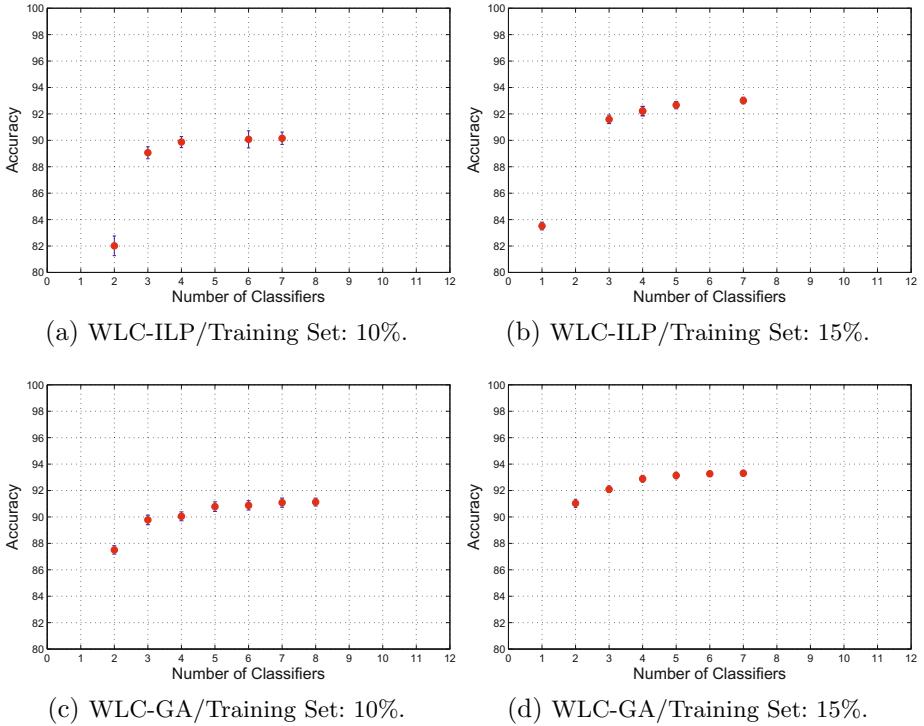 100
98
96
94
92
90
88
86
84
82
80
Accuracy
0 1 2 3 4 5 6 7 8 9 10 11 12
Number of Classifiers
(a) WLC-ILP/Training Set: 10%.
100
98
96
94
92
90
88
86
84
82
80
Accuracy
0 1 2 3 4 5 6 7 8 9 10 11 12
Number of Classifiers
(b) WLC-ILP/Training Set: 15%.
100
98
96
94
92
90
88
86
84
82
80
Accuracy
0 1 2 3 4 5 6 7 8 9 10 11 12
Number of Classifiers
(c) WLC-GA/Training Set: 10%.
100
98
96
94
92
90
88
86
84
82
80
Accuracy
0 1 2 3 4 5 6 7 8 9 10 11 12
Number of Classifiers
(d) WLC-GA/Training Set: 15%.